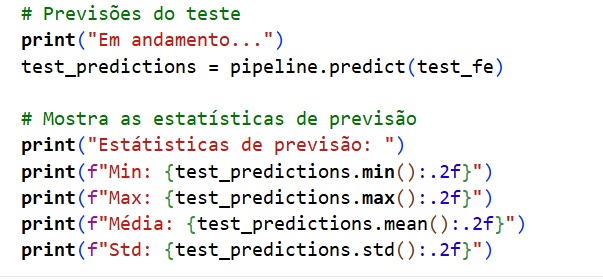 # Previsões do teste
print("Em andamento...")
test_predictions = pipeline.predict(test_fe)
# Mostra as estatísticas de previsão
print("Estátisticas de previsão: ")
print(f"Min: {test_predictions.min():.2f}")
print(f"Max: {test_predictions.max():.2f}")
print(f"Média: {test_predictions.mean():.2f}")
print(f"Std: {test_predictions.std():.2f}")